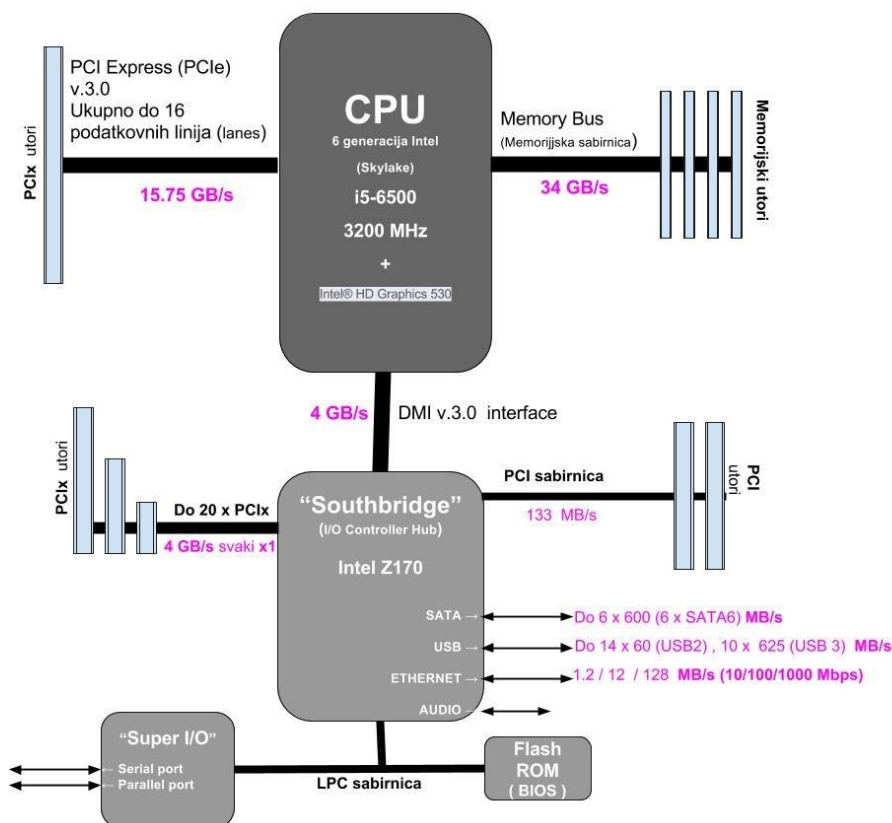 PCI Express (PCIe)
v.3.0
Ukupno do 16
podatkovnih linija (lanes)
PCIx utori
15.75 GB/s
CPU
6 generacija Intel
(Skylake)
i5-6500
3200 MHz
+
Intel® HD Graphics 530
Memory Bus
(Memorijjska sabirnica)
34 GB/s
Memorijski utori
4 GB/s
DMI v.3.0 interface
PCIx utori
Do 20 x PCIx
4 GB/s svaki x1
"Southbridge"
(I/O Controller Hub)
Intel Z170
PCI sabirnica
133 MB/s
PCI
utori
SATA →
Do 6 x 600 (6 x SATA6) MB/s
USB →
Do 14 x 60 (USB2) , 10 x 625 (USB 3) MB/s
ETHERNET →
1.2 / 12 / 128 MB/s (10/100/1000 Mbps)
AUDIO →
"Super I/O"
← Serial port
← Parallel port
LPC sabirnica
Flash
ROM
( BIOS )